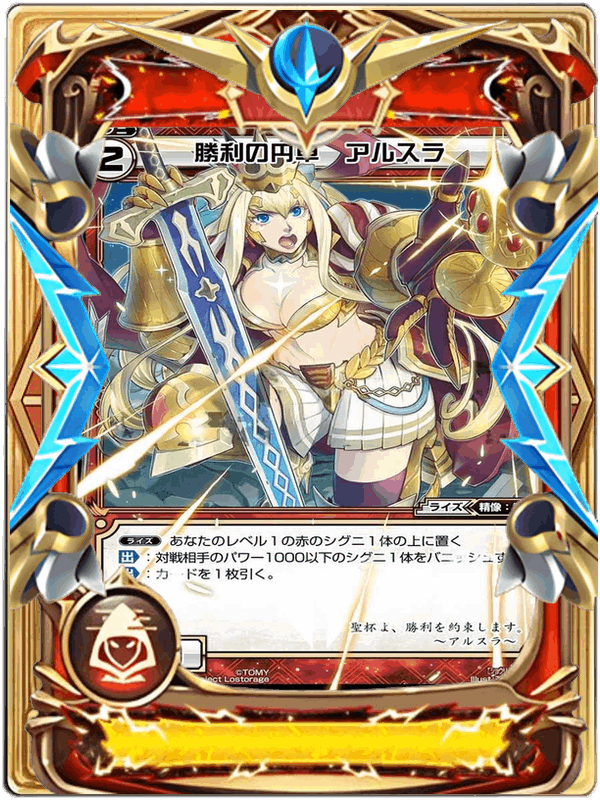 2
勝利の円卓 アルスラ
精像：
ライズ あなたのレベル１の赤のシグニ１体の上に置く
出：対戦相手のパワー1000以下のシグニ１体をバニッシュす
出：カードを１枚引く。
聖杯よ、勝利を約束します。
～アルスラ～
©TOMY
ject Lostorage
Illust